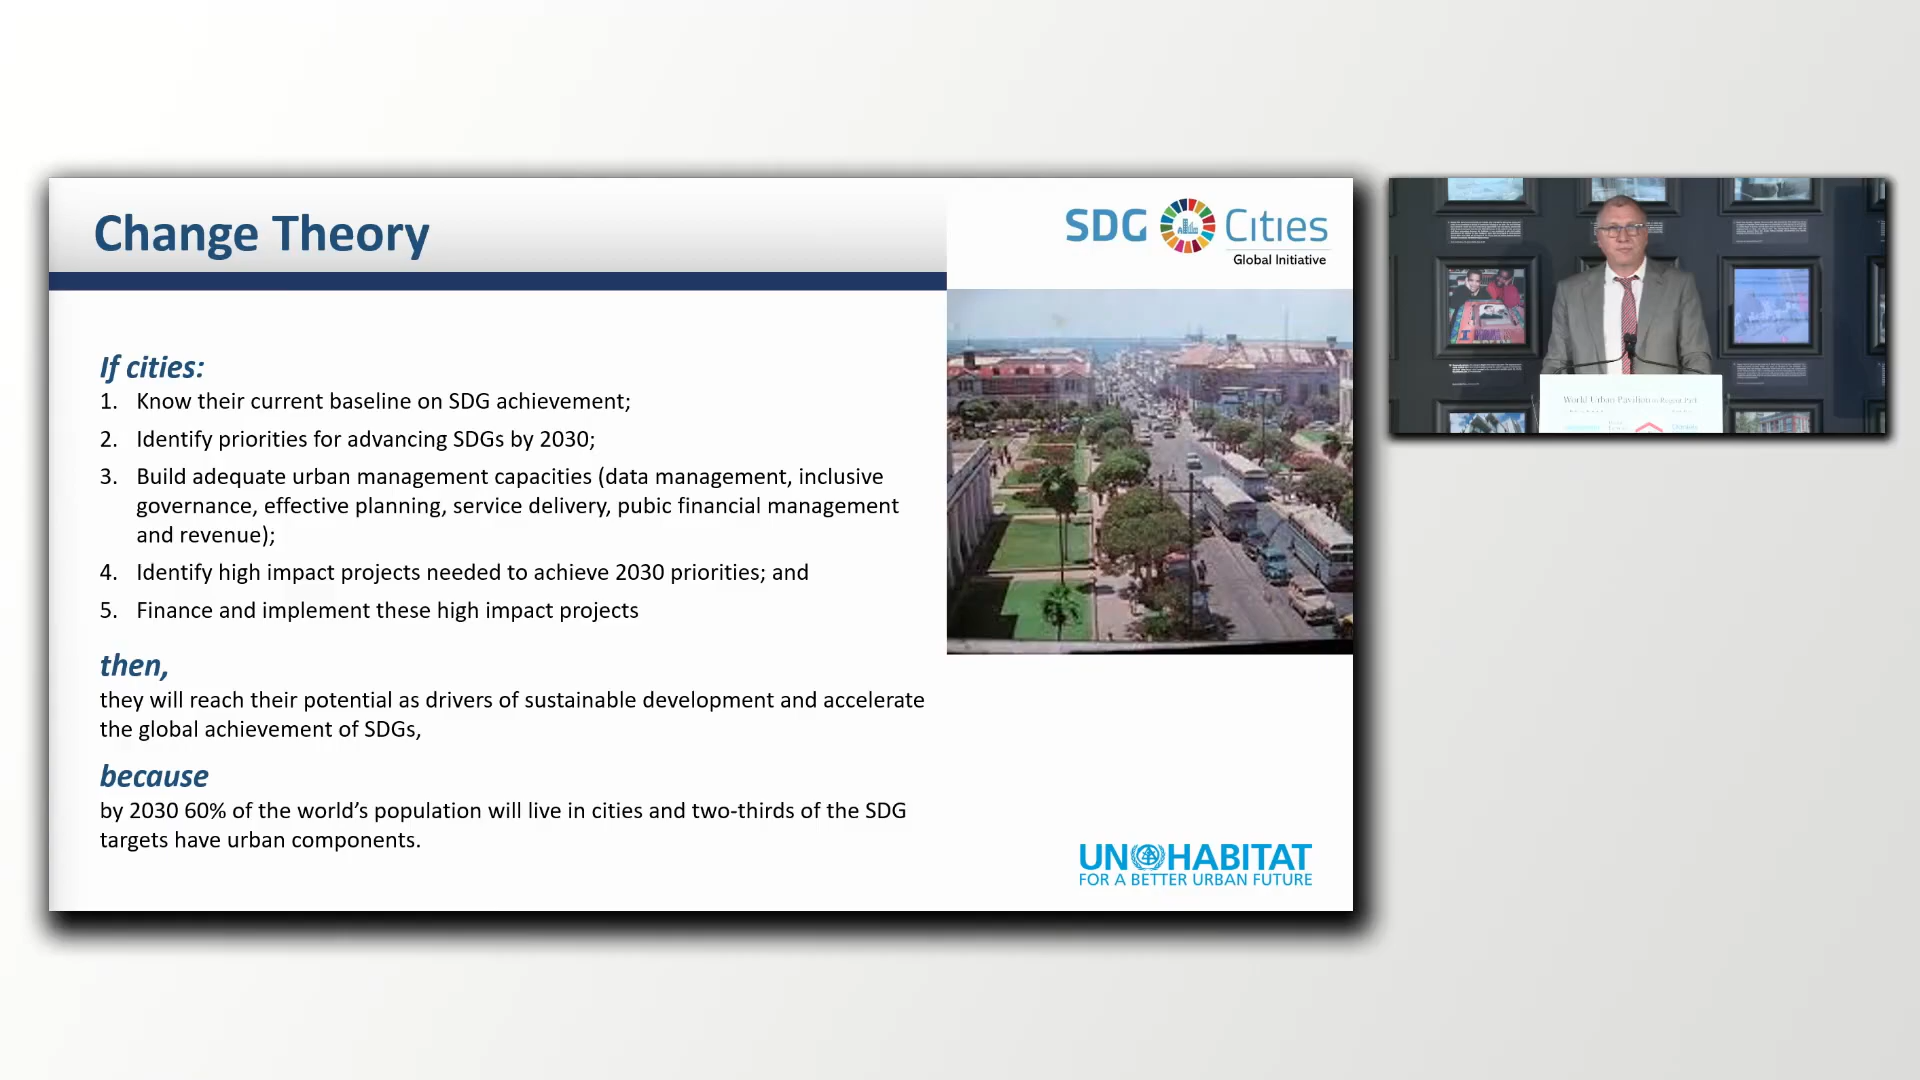 Change Theory
SDG Cities
Global Initiative
If cities:
1. Know their current baseline on SDG achievement;
2. Identify priorities for advancing SDGs by 2030;
3. Build adequate urban management capacities (data management, inclusive
governance, effective planning, service delivery, pubic financial management
and revenue);
4. Identify high impact projects needed to achieve 2030 priorities; and
5. Finance and implement these high impact projects
then,
they will reach their potential as drivers of sustainable development and accelerate
the global achievement of SDGs,
because
by 2030 60% of the world’s population will live in cities and two-thirds of the SDG
targets have urban components.
UN HABITAT
FOR A BETTER URBAN FUTURE
World Urban Pavilion